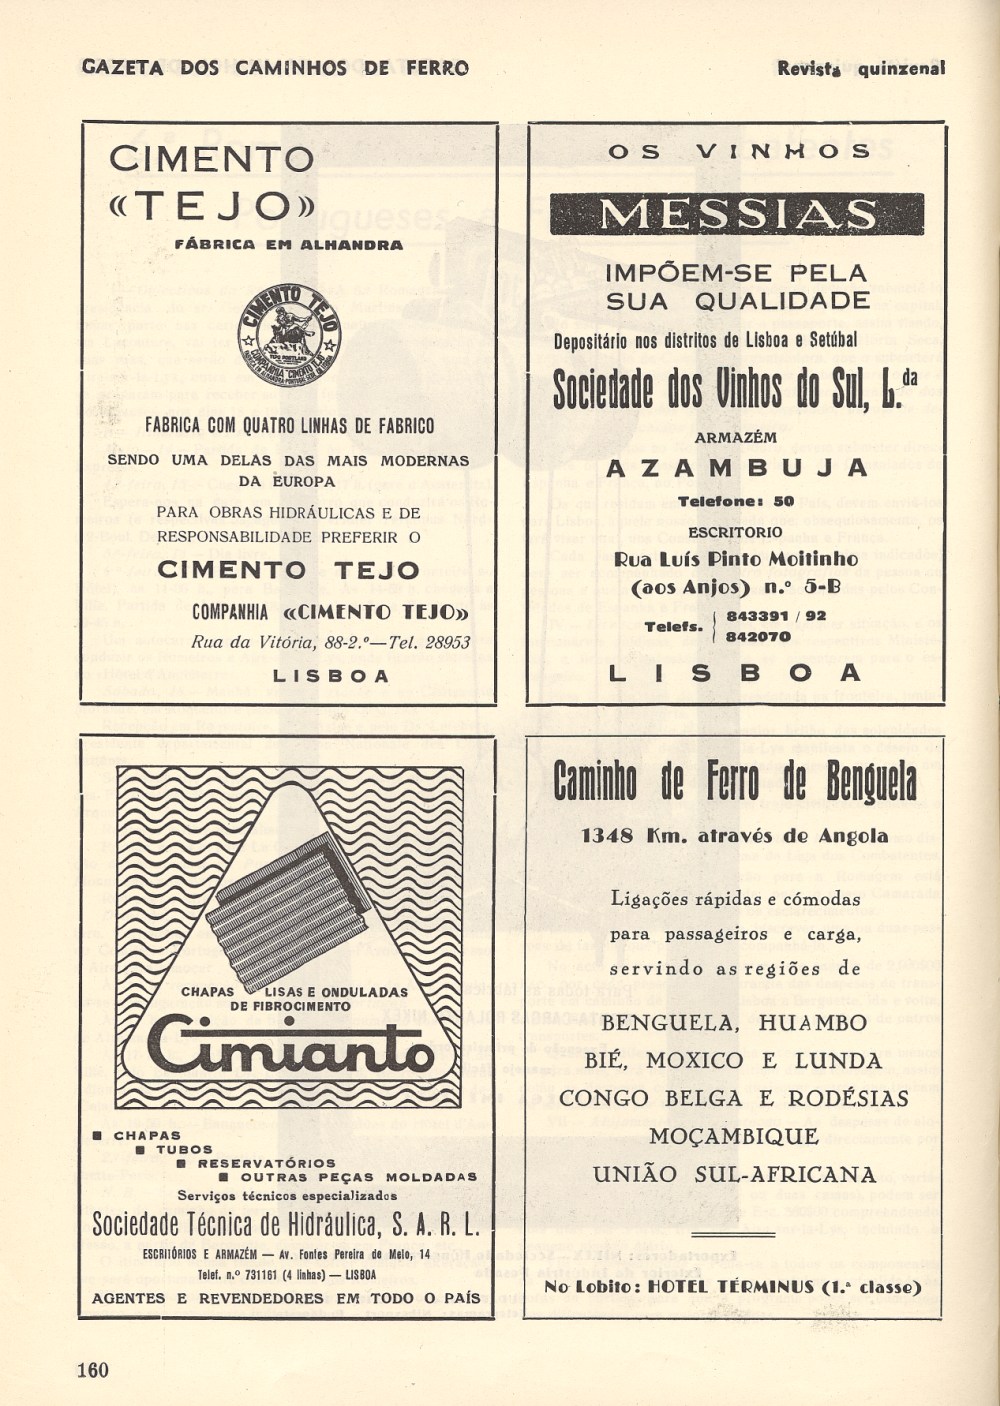 GAZETA DOS CAMINHOS DE FERRO
Revista quinzenal
CIMENTO
«TEJO»
FÁBRICA EM ALHANDRA
CIMENTO TEJO
TIPO PORTLAND
COMPANHIA "CIMENTO TEJO"
FABRICA COM QUATRO LINHAS DE FABRICO
SENDO UMA DELAS DAS MAIS MODERNAS
DA EUROPA
PARA OBRAS HIDRÁULICAS E DE
RESPONSABILIDADE PREFERIR O
CIMENTO TEJO
COMPANHIA «CIMENTO TEJO»
Rua da Vitória, 88-2.º—Tel. 28953
LISBOA
OS VINHOS
MESSIAS
IMPÕEM-SE PELA
SUA QUALIDADE
Depositário nos distritos de Lisboa e Setúbal
Sociedade dos Vinhos do Sul, L.da
ARMAZÉM
AZAMBUJA
Telefone: 50
ESCRITORIO
Rua Luís Pinto Moitinho
(aos Anjos) n.º 5-B
Telefs. { 843391 / 92
842070
LISBOA
CHAPAS LISAS E ONDULADAS
DE FIBROCIMENTO
Cimianto
CHAPAS
TUBOS
RESERVATÓRIOS
OUTRAS PEÇAS MOLDADAS
Serviços técnicos especializados
Sociedade Técnica de Hidráulica, S. A. R. L.
ESCRITÓRIOS E ARMAZÉM — Av. Fontes Pereira de Melo, 14
Telef. n.º 731161 (4 linhas) — LISBOA
AGENTES E REVENDEDORES EM TODO O PAÍS
Caminho de Ferro de Benguela
1348 Km. através de Angola
Ligações rápidas e cómodas
para passageiros e carga,
servindo as regiões de
BENGUELA, HUAMBO
BIÉ, MOXICO E LUNDA
CONGO BELGA E RODÉSIAS
MOÇAMBIQUE
UNIÃO SUL-AFRICANA
No Lobito: HOTEL TÉRMINUS (1.ª classe)
160